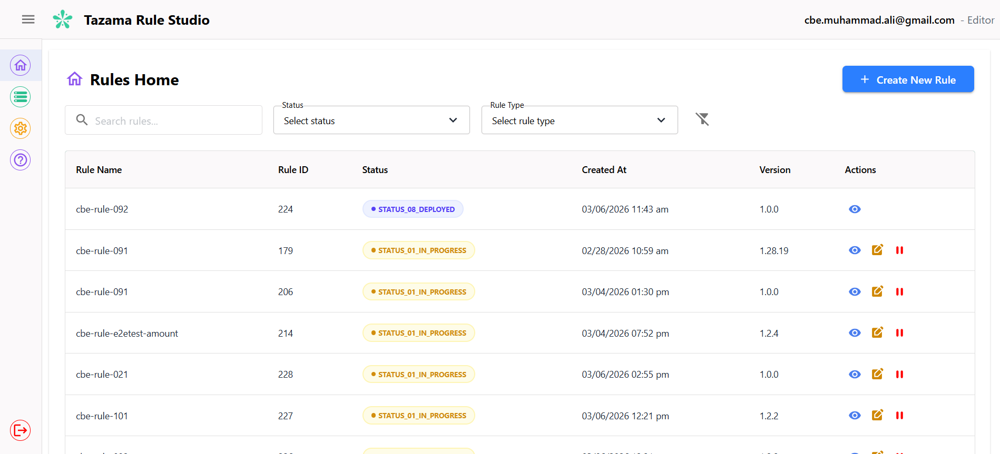 Tazama Rule Studio
cbe.muhammad.ali@gmail.com - Editor
Rules Home
+ Create New Rule
Search rules...
Status
Select status
Rule Type
Select rule type
Rule Name Rule ID Status Created At Version Actions
cbe-rule-092 224 STATUS_08_DEPLOYED 03/06/2026 11:43 am 1.0.0
cbe-rule-091 179 STATUS_01_IN_PROGRESS 02/28/2026 10:59 am 1.28.19
cbe-rule-091 206 STATUS_01_IN_PROGRESS 03/04/2026 01:30 pm 1.0.0
cbe-rule-e2etest-amount 214 STATUS_01_IN_PROGRESS 03/04/2026 07:52 pm 1.2.4
cbe-rule-021 228 STATUS_01_IN_PROGRESS 03/06/2026 02:55 pm 1.0.0
cbe-rule-101 227 STATUS_01_IN_PROGRESS 03/06/2026 12:21 pm 1.2.2